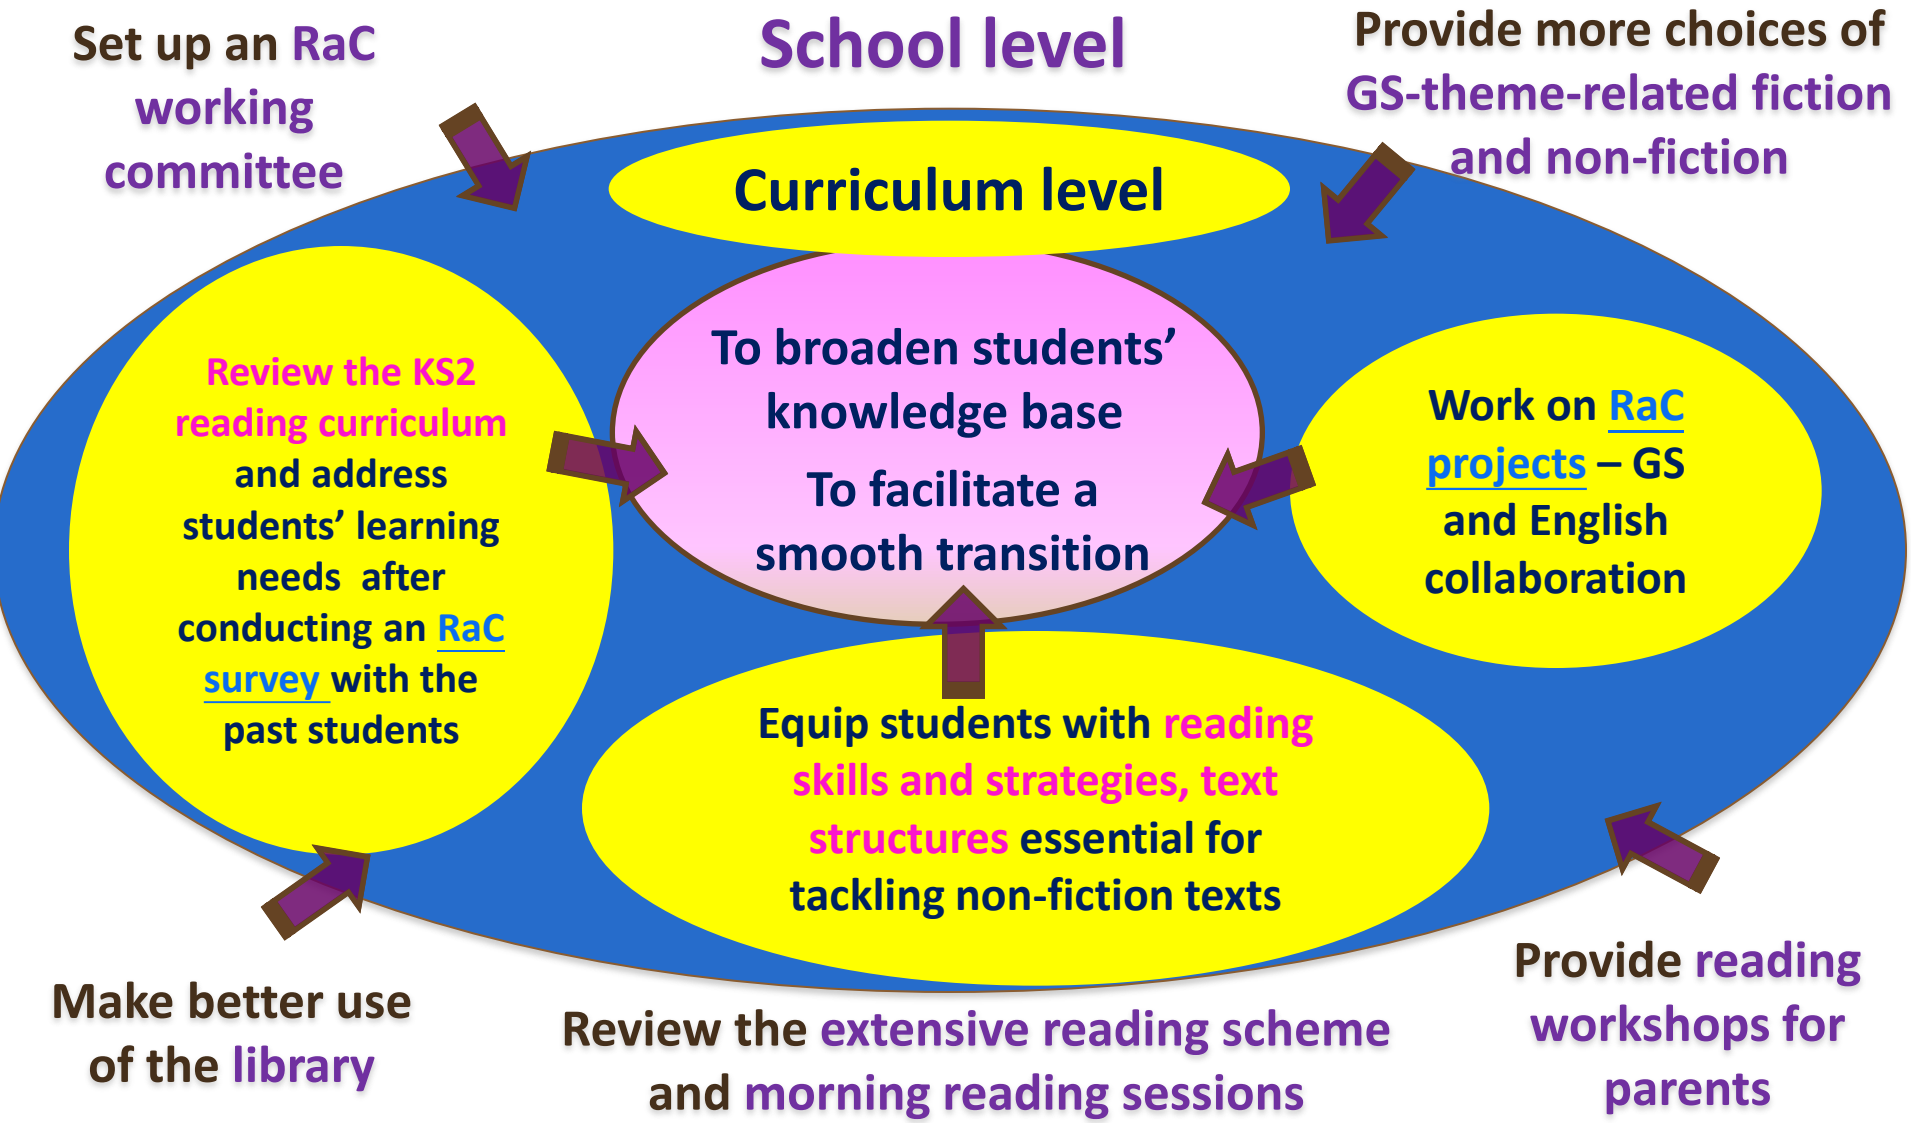 School level
Set up an RaC
working
committee
Provide more choices of
GS-theme-related fiction
and non-fiction
Curriculum level
To broaden students’
knowledge base
To facilitate a
smooth transition
Review the KS2
reading curriculum
and address
students’ learning
needs after
conducting an RaC
survey with the
past students
Work on RaC
projects – GS
and English
collaboration
Equip students with reading
skills and strategies, text
structures essential for
tackling non-fiction texts
Make better use
of the library
Review the extensive reading scheme
and morning reading sessions
Provide reading
workshops for
parents